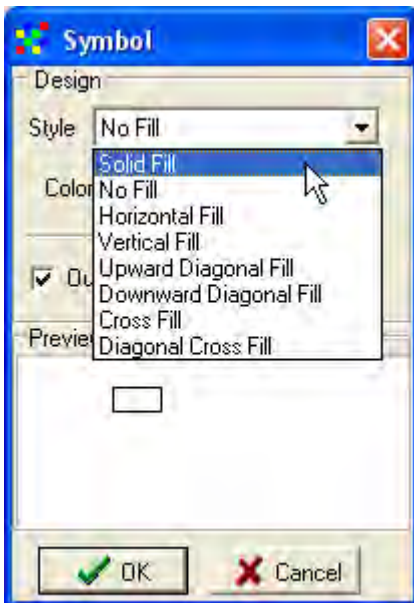 Symbol
Design
Style No Fill
Solid Fill
Color
No Fill
Horizontal Fill
Vertical Fill
Upward Diagonal Fill
Downward Diagonal Fill
Cross Fill
Diagonal Cross Fill
OK Cancel